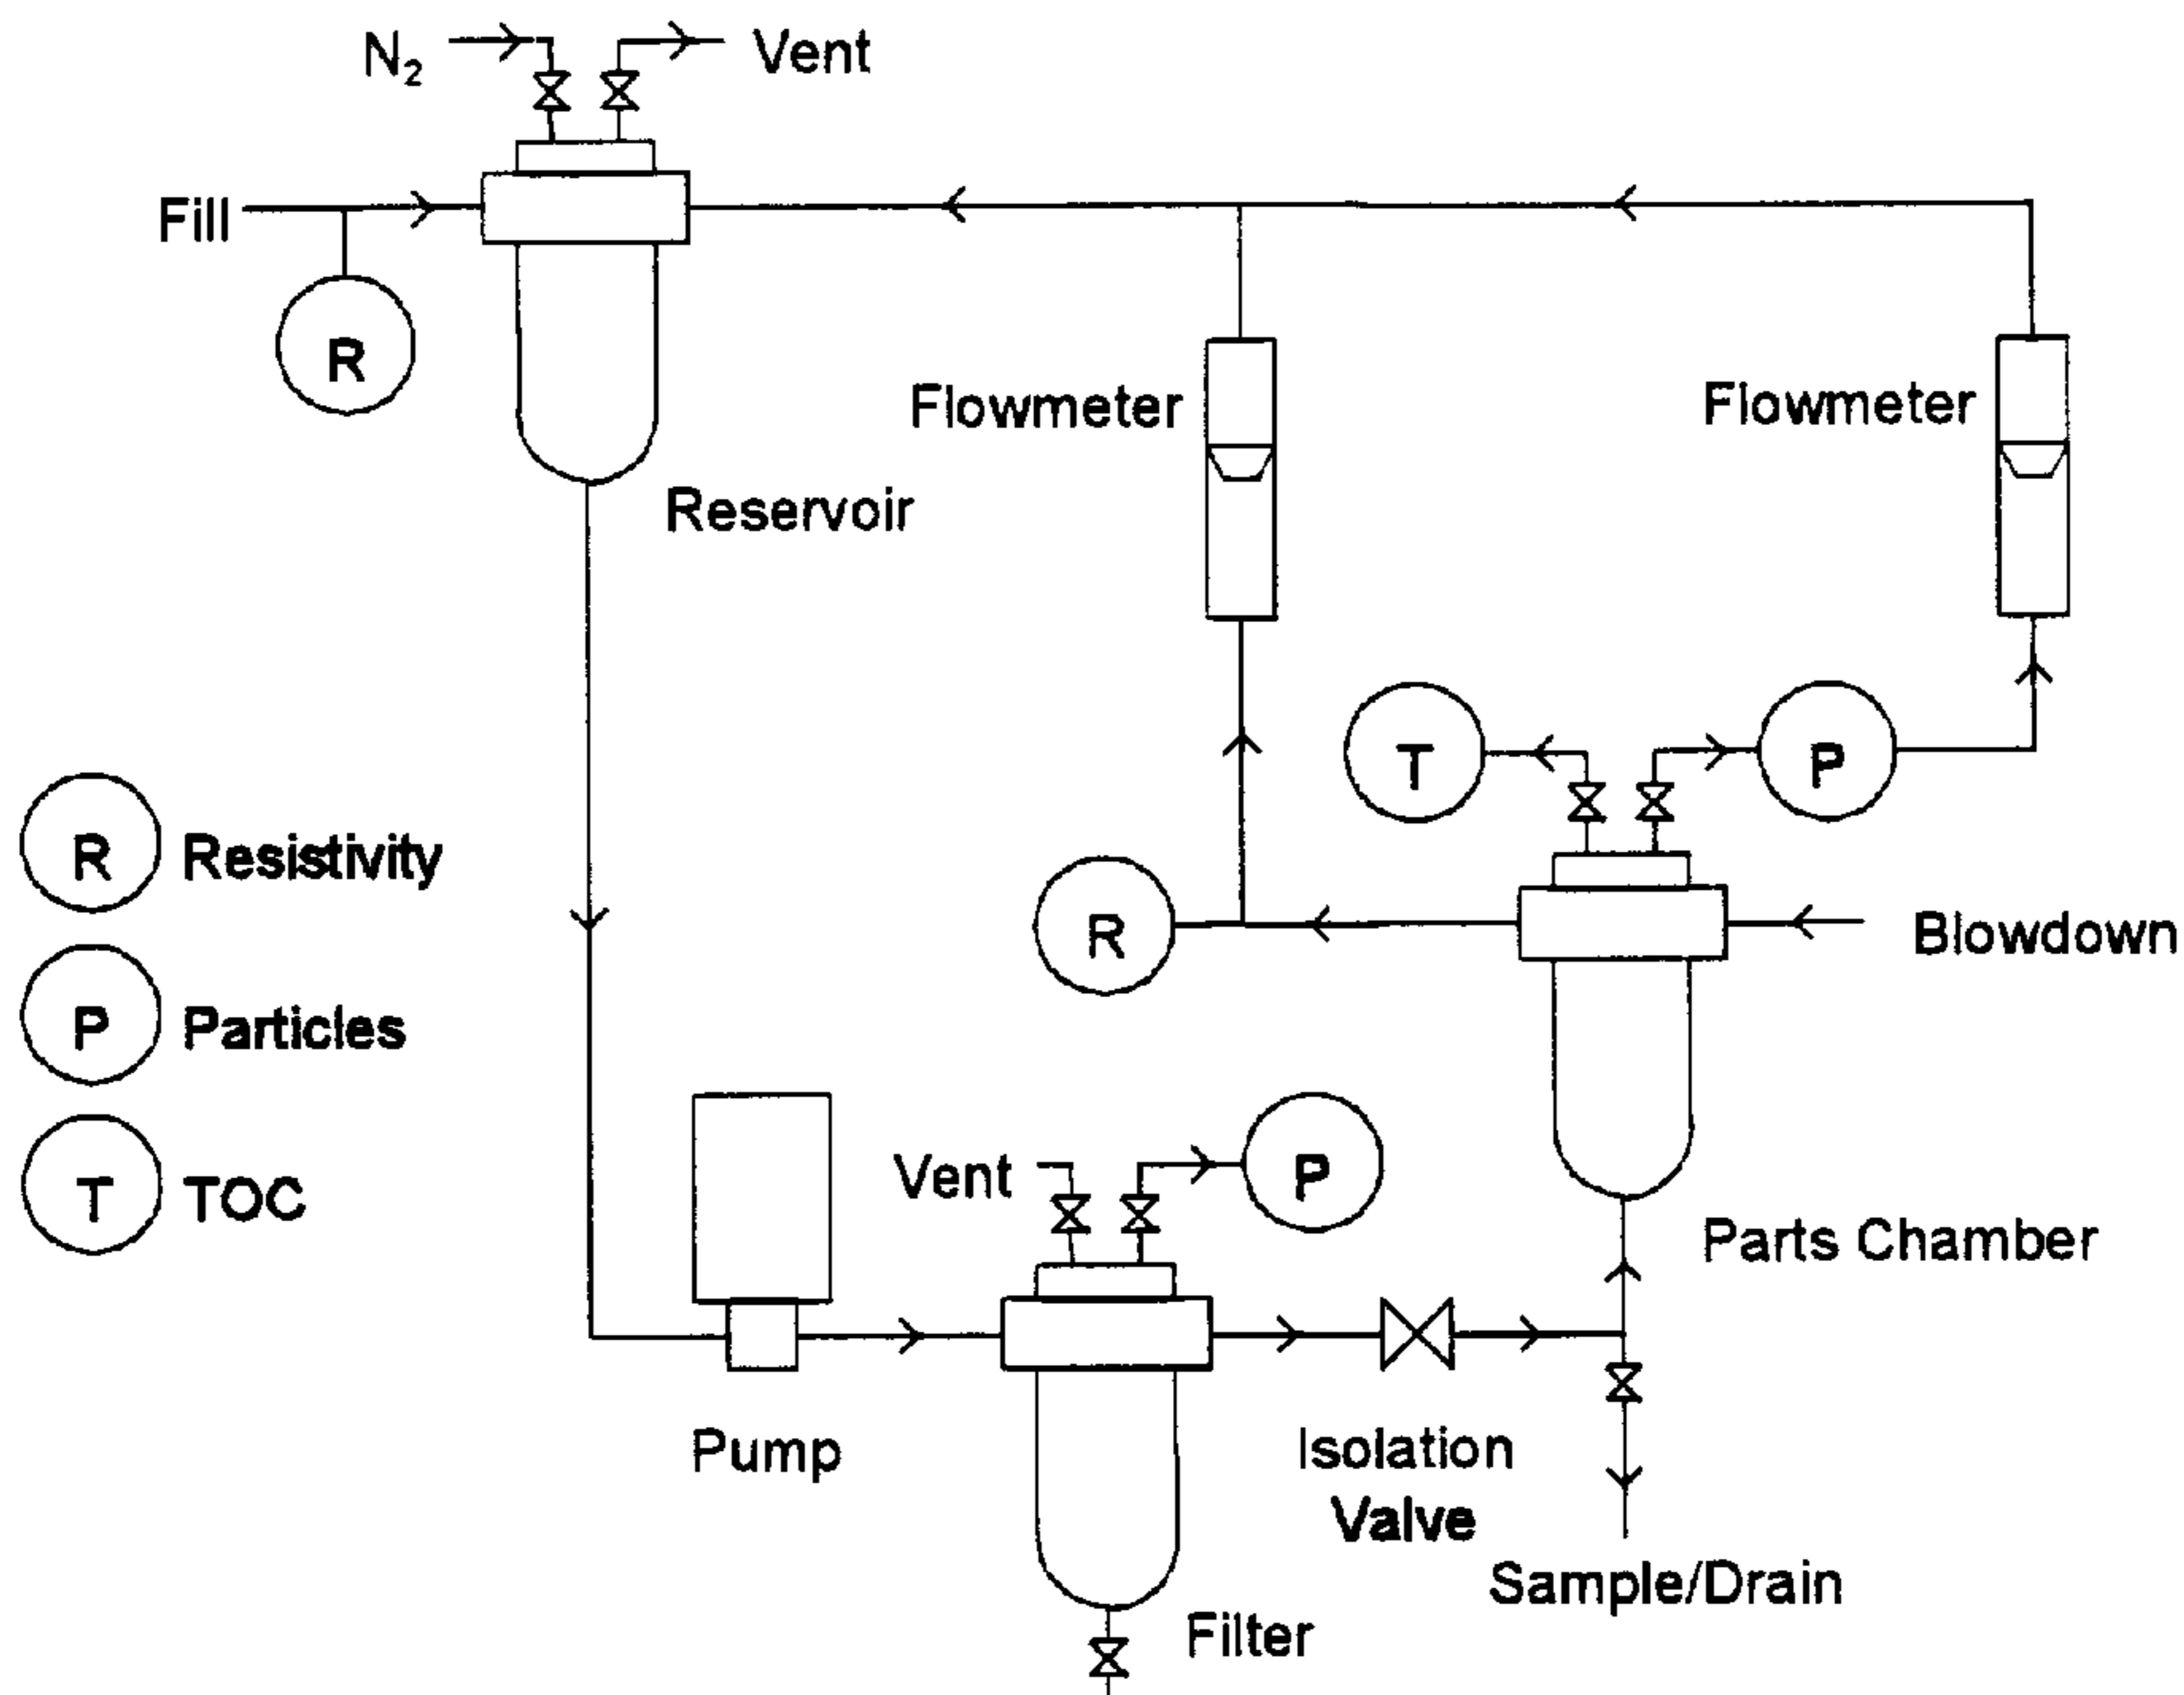 N₂
Vent
Fill
R
Reservoir
Flowmeter
Flowmeter
T
P
R Resistivity
R
Blowdown
P Particles
T TOC
Vent
P
Parts Chamber
Pump
Isolation
Valve
Sample/Drain
Filter